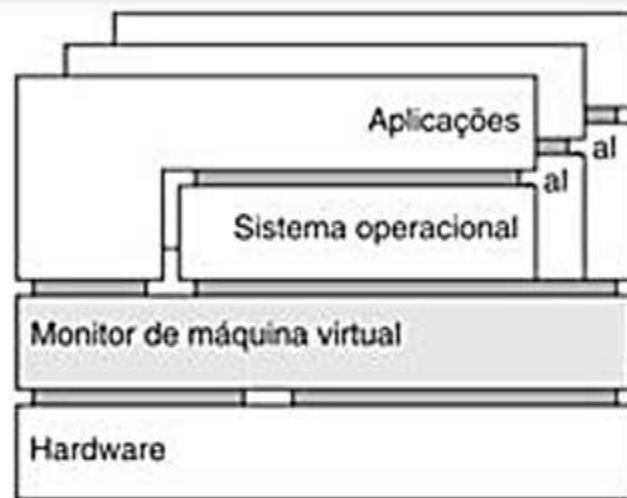 Aplicações
al
al
Sistema operacional
Monitor de máquina virtual
Hardware